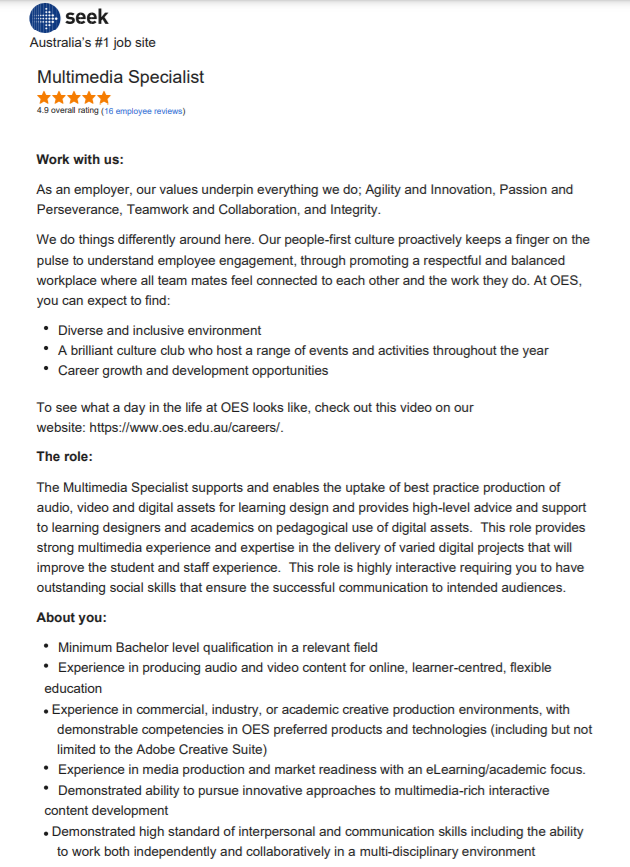 seek
Australia's #1 job site
Multimedia Specialist
4.9 overall rating (16 employee reviews)
Work with us:
As an employer, our values underpin everything we do; Agility and Innovation, Passion and
Perseverance, Teamwork and Collaboration, and Integrity.
We do things differently around here. Our people-first culture proactively keeps a finger on the
pulse to understand employee engagement, through promoting a respectful and balanced
workplace where all team mates feel connected to each other and the work they do. At OES,
you can expect to find:
• Diverse and inclusive environment
• A brilliant culture club who host a range of events and activities throughout the year
• Career growth and development opportunities
To see what a day in the life at OES looks like, check out this video on our
website: https://www.oes.edu.au/careers/.
The role:
The Multimedia Specialist supports and enables the uptake of best practice production of
audio, video and digital assets for learning design and provides high-level advice and support
to learning designers and academics on pedagogical use of digital assets. This role provides
strong multimedia experience and expertise in the delivery of varied digital projects that will
improve the student and staff experience. This role is highly interactive requiring you to have
outstanding social skills that ensure the successful communication to intended audiences.
About you:
• Minimum Bachelor level qualification in a relevant field
• Experience in producing audio and video content for online, learner-centred, flexible
education
• Experience in commercial, industry, or academic creative production environments, with
demonstrable competencies in OES preferred products and technologies (including but not
limited to the Adobe Creative Suite)
• Experience in media production and market readiness with an eLearning/academic focus.
• Demonstrated ability to pursue innovative approaches to multimedia-rich interactive
content development
• Demonstrated high standard of interpersonal and communication skills including the ability
to work both independently and collaboratively in a multi-disciplinary environment